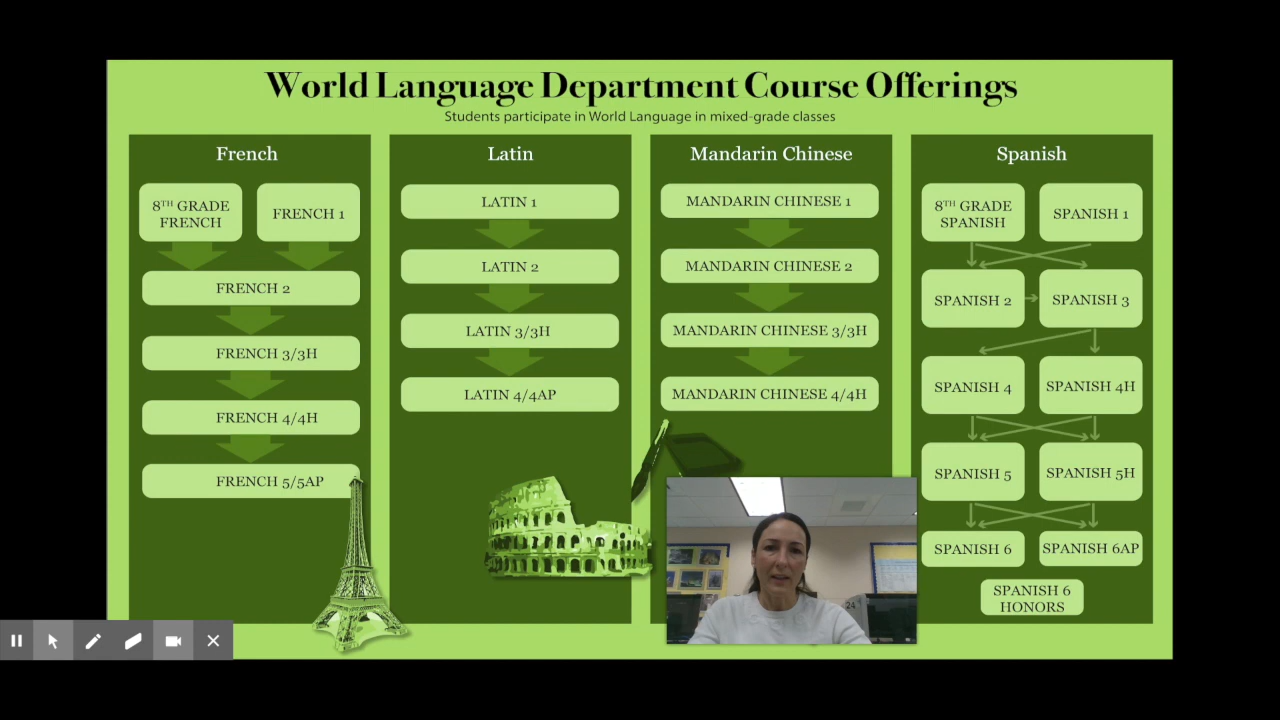 World Language Department Course Offerings
Students participate in World Language in mixed-grade classes
French
8TH GRADE
FRENCH
FRENCH 1
FRENCH 2
FRENCH 3/3H
FRENCH 4/4H
FRENCH 5/5AP
Latin
LATIN 1
LATIN 2
LATIN 3/3H
LATIN 4/4AP
Mandarin Chinese
MANDARIN CHINESE 1
MANDARIN CHINESE 2
MANDARIN CHINESE 3/3H
MANDARIN CHINESE 4/4H
24
Spanish
8TH GRADE
SPANISH
SPANISH 1
SPANISH 2
SPANISH 3
SPANISH 4
SPANISH 4H
SPANISH 5
SPANISH 5H
SPANISH 6
SPANISH 6AP
SPANISH 6
HONORS